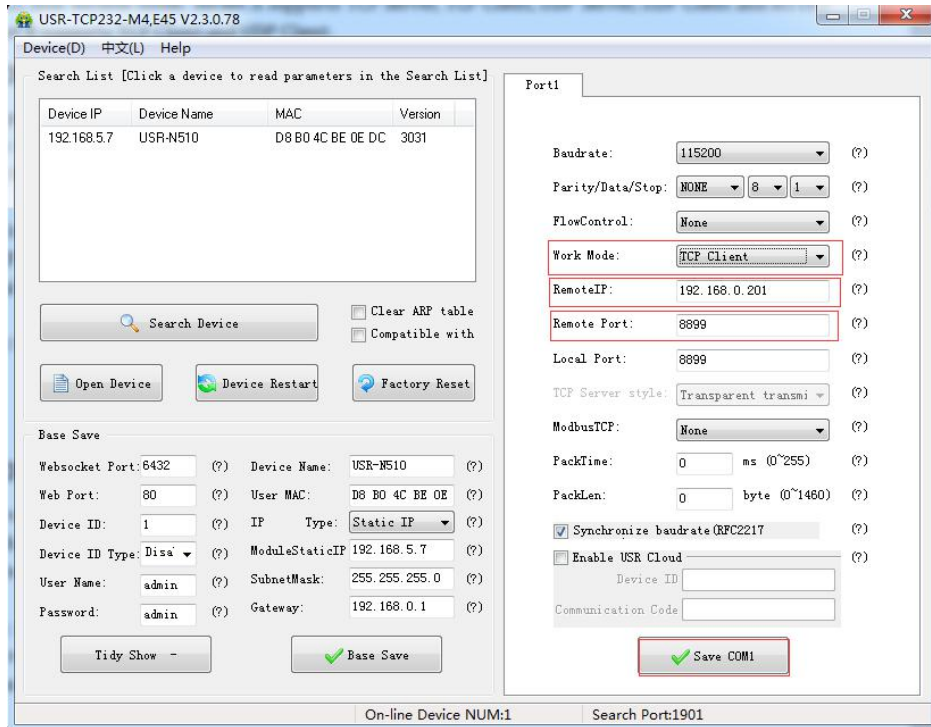 USR-TCP232-M4,E45 V2.3.0.78
Device(D) 中文(L) Help
Search List [Click a device to read parameters in the Search List]
Device IP Device Name MAC Version
192.168.5.7 USR-N510 D8 B0 4C BE 0E DC 3031
Search Device
Clear ARP table
Compatible with
Open Device
Device Restart
Factory Reset
Base Save
Websocket Port: 6432 (?) Device Name: USR-N510 (?)
Web Port: 80 (?) User MAC: D8 B0 4C BE 0E (?)
Device ID: 1 (?) IP Type: Static IP (?)
Device ID Type: Disa (?) ModuleStaticIP 192.168.5.7 (?)
User Name: admin (?) SubnetMask: 255.255.255.0 (?)
Password: admin (?) Gateway: 192.168.0.1 (?)
Tidy Show -
Base Save
Port1
Baudrate: 115200 (?)
Parity/Data/Stop: NONE 8 1 (?)
FlowControl: None (?)
Work Mode: TCP Client (?)
RemoteIP: 192.168.0.201 (?)
Remote Port: 8899 (?)
Local Port: 8899 (?)
TCP Server style: Transparent transmi (?)
ModbusTCP: None (?)
PackTime: 0 ms (0~255) (?)
PackLen: 0 byte (0~1460) (?)
Synchronize baudrate(RFC2217 (?)
Enable USR Cloud (?)
Device ID
Communication Code
Save COM1
On-line Device NUM:1 Search Port:1901